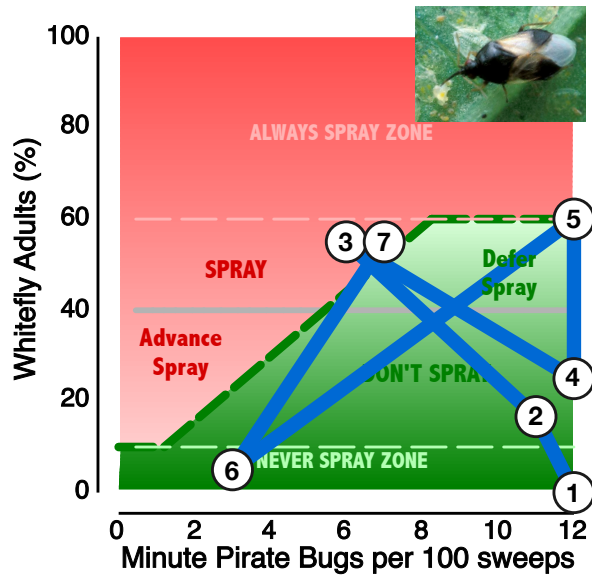 100
80
60
40
20
0
Whitefly Adults (%)
ALWAYS SPRAY ZONE
SPRAY
Advance
Spray
Defer
Spray
DON'T SPRAY
NEVER SPRAY ZONE
3
7
5
4
2
6
1
0 2 4 6 8 10 12
Minute Pirate Bugs per 100 sweeps